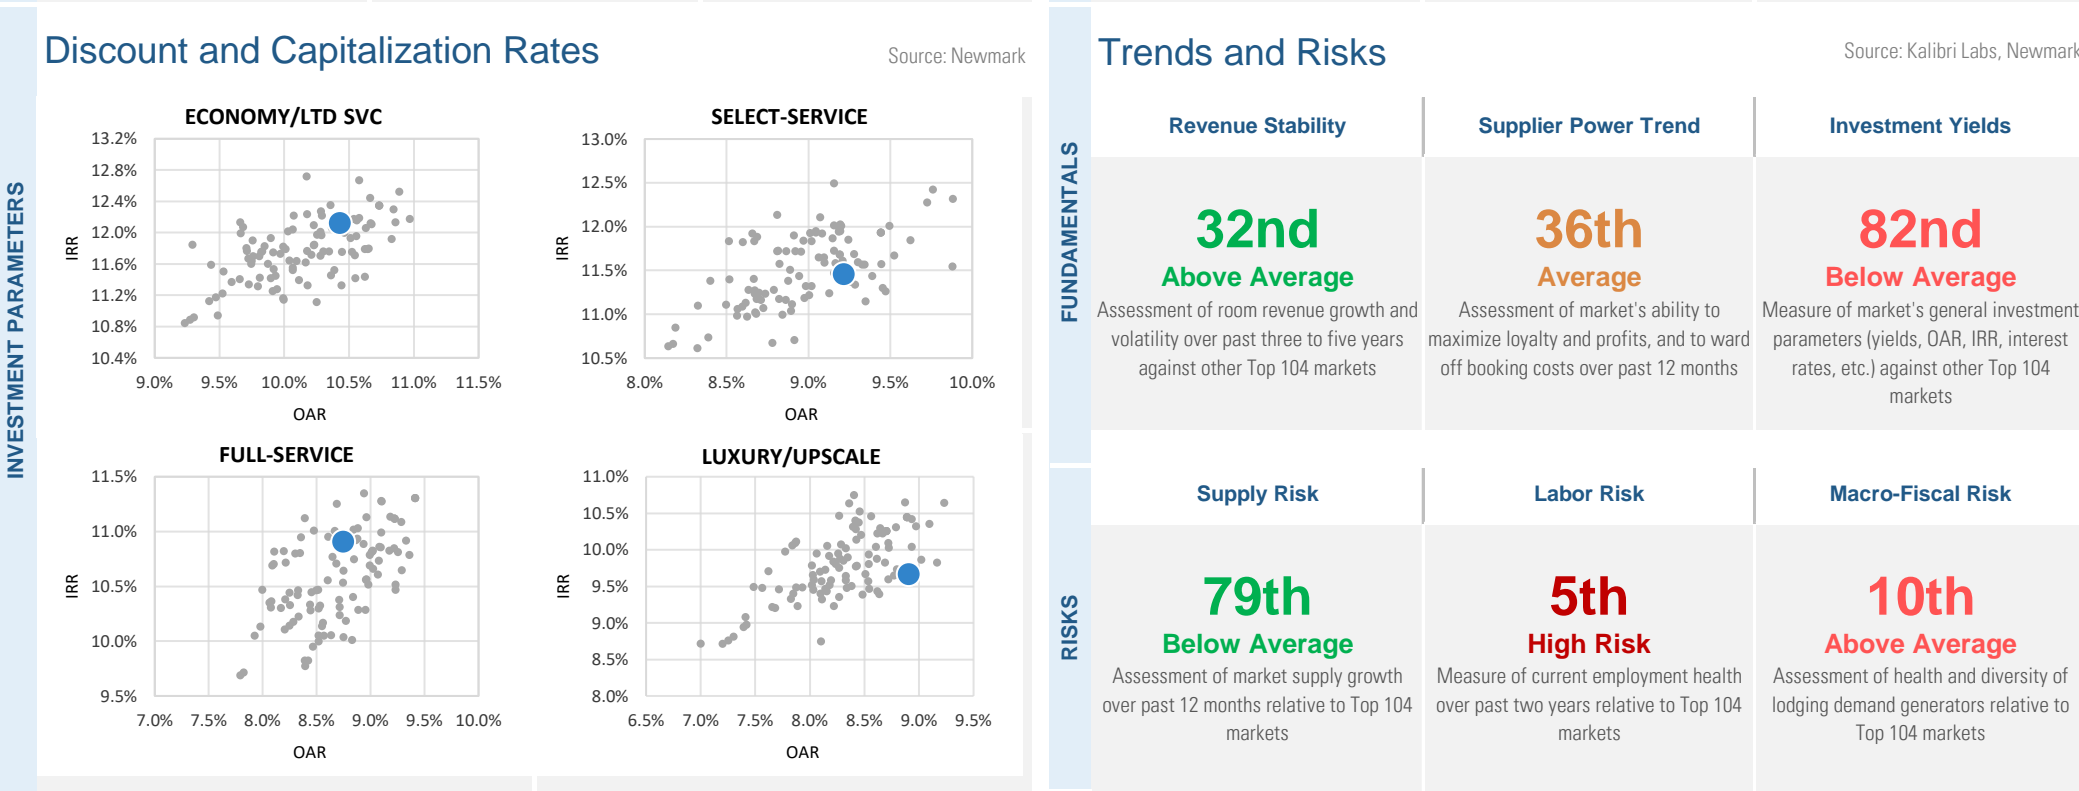 INVESTMENT PARAMETERS
Discount and Capitalization Rates
Source: Newmark
ECONOMY/LTD SVC
13.2%
12.8%
12.4%
12.0%
11.6%
11.2%
10.8%
10.4%
IRR
9.0% 9.5% 10.0% 10.5% 11.0% 11.5%
OAR
SELECT-SERVICE
13.0%
12.5%
12.0%
11.5%
11.0%
10.5%
IRR
8.0% 8.5% 9.0% 9.5% 10.0%
OAR
FULL-SERVICE
11.5%
11.0%
10.5%
10.0%
9.5%
IRR
7.0% 7.5% 8.0% 8.5% 9.0% 9.5% 10.0%
OAR
LUXURY/UPSCALE
11.0%
10.5%
10.0%
9.5%
9.0%
8.5%
8.0%
IRR
6.5% 7.0% 7.5% 8.0% 8.5% 9.0% 9.5%
OAR
Trends and Risks
Source: Kalibri Labs, Newmark
FUNDAMENTALS
Revenue Stability
32nd
Above Average
Assessment of room revenue growth and
volatility over past three to five years
against other Top 104 markets
Supplier Power Trend
36th
Average
Assessment of market's ability to
maximize loyalty and profits, and to ward
off booking costs over past 12 months
Investment Yields
82nd
Below Average
Measure of market's general investment
parameters (yields, OAR, IRR, interest
rates, etc.) against other Top 104
markets
RISKS
Supply Risk
79th
Below Average
Assessment of market supply growth
over past 12 months relative to Top 104
markets
Labor Risk
5th
High Risk
Measure of current employment health
over past two years relative to Top 104
markets
Macro-Fiscal Risk
10th
Above Average
Assessment of health and diversity of
lodging demand generators relative to
Top 104 markets